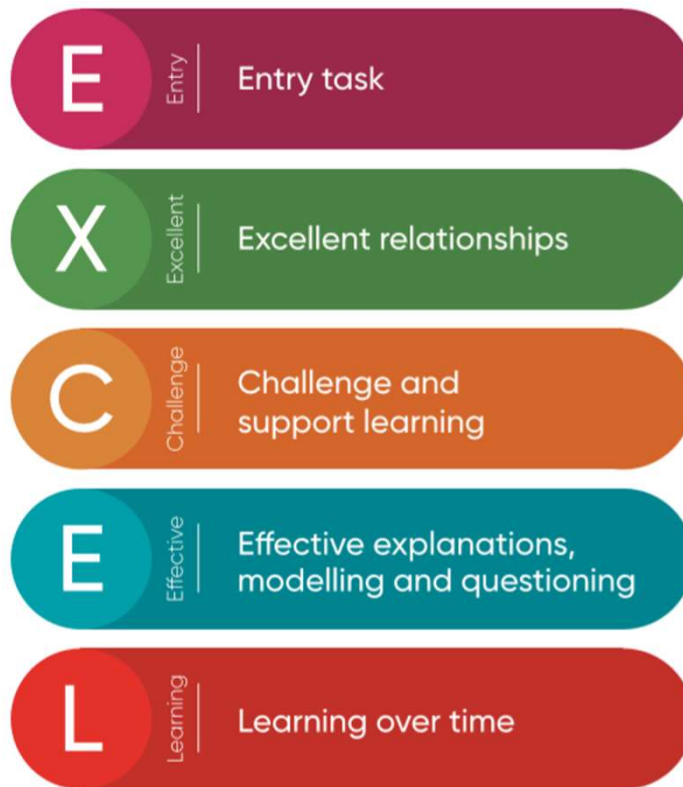 E
Entry
Entry task
X
Excellent
Excellent relationships
C
Challenge
Challenge and
support learning
E
Effective
Effective explanations,
modelling and questioning
L
Learning
Learning over time